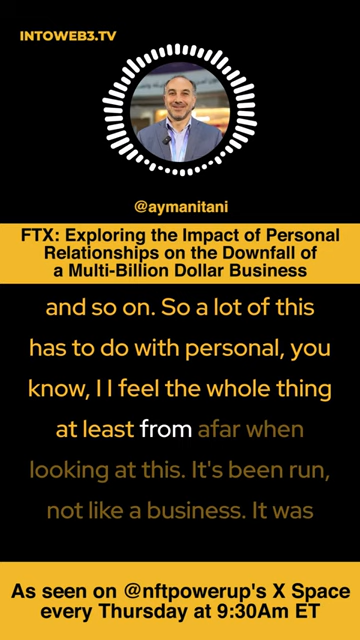 INTOWEB3.TV
@aymanitani
FTX: Exploring the Impact of Personal
Relationships on the Downfall of
a Multi-Billion Dollar Business
and so on. So a lot of this
has to do with personal, you
know, I I feel the whole thing
at least from afar when
looking at this. It's been run,
not like a business. It was
As seen on @nftpowerup's X Space
every Thursday at 9:30Am ET